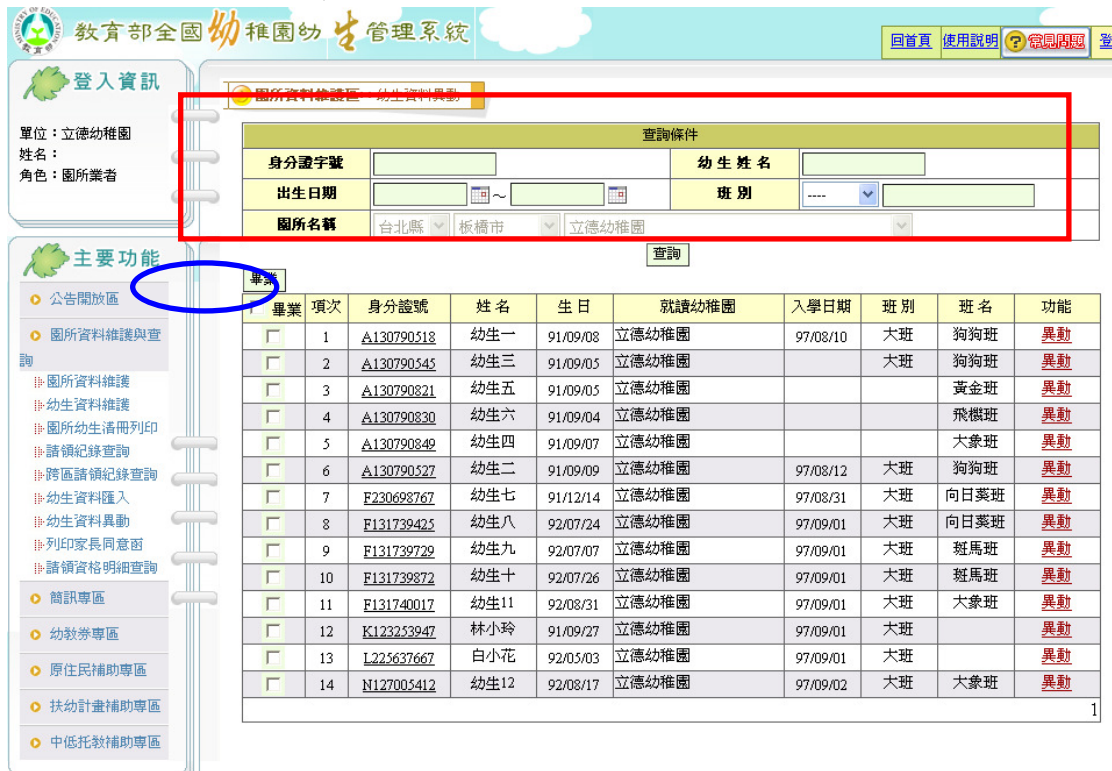 教育部全國幼稚園幼生管理系統
回首頁 使用說明 ?常見問題 登
登入資訊
單位：立德幼稚園
姓名：
角色：園所業者
主要功能
公告開放區
園所資料維護與查詢
園所資料維護
幼生資料維護
園所幼生清冊列印
請領紀錄查詢
跨區請領紀錄查詢
幼生資料匯入
幼生資料異動
列印家長同意函
請領資格明細查詢
簡訊專區
幼教券專區
原住民補助專區
扶幼計畫補助專區
中低托教補助專區
園所資料維護區：幼生資料異動
查詢條件
身分證字號 幼生姓名
出生日期 ～ 班別 ----
園所名稱 台北縣 板橋市 立德幼稚園
查詢
畢業
畢業 項次 身分證號 姓名 生日 就讀幼稚園 入學日期 班別 班名 功能
1 A130790518 幼生一 91/09/08 立德幼稚園 97/08/10 大班 狗狗班 異動
2 A130790545 幼生三 91/09/05 立德幼稚園 大班 狗狗班 異動
3 A130790821 幼生五 91/09/05 立德幼稚園 黃金班 異動
4 A130790830 幼生六 91/09/04 立德幼稚園 飛機班 異動
5 A130790849 幼生四 91/09/07 立德幼稚園 大象班 異動
6 A130790527 幼生二 91/09/09 立德幼稚園 97/08/12 大班 狗狗班 異動
7 F230698767 幼生七 91/12/14 立德幼稚園 97/08/31 大班 向日葵班 異動
8 F131739425 幼生八 92/07/24 立德幼稚園 97/09/01 大班 向日葵班 異動
9 F131739729 幼生九 92/07/07 立德幼稚園 97/09/01 大班 斑馬班 異動
10 F131739872 幼生十 92/07/26 立德幼稚園 97/09/01 大班 斑馬班 異動
11 F131740017 幼生11 92/08/31 立德幼稚園 97/09/01 大班 大象班 異動
12 K123253947 林小玲 91/09/27 立德幼稚園 97/09/01 大班 異動
13 L225637667 白小花 92/05/03 立德幼稚園 97/09/01 大班 異動
14 N127005412 幼生12 92/08/17 立德幼稚園 97/09/02 大班 大象班 異動
1